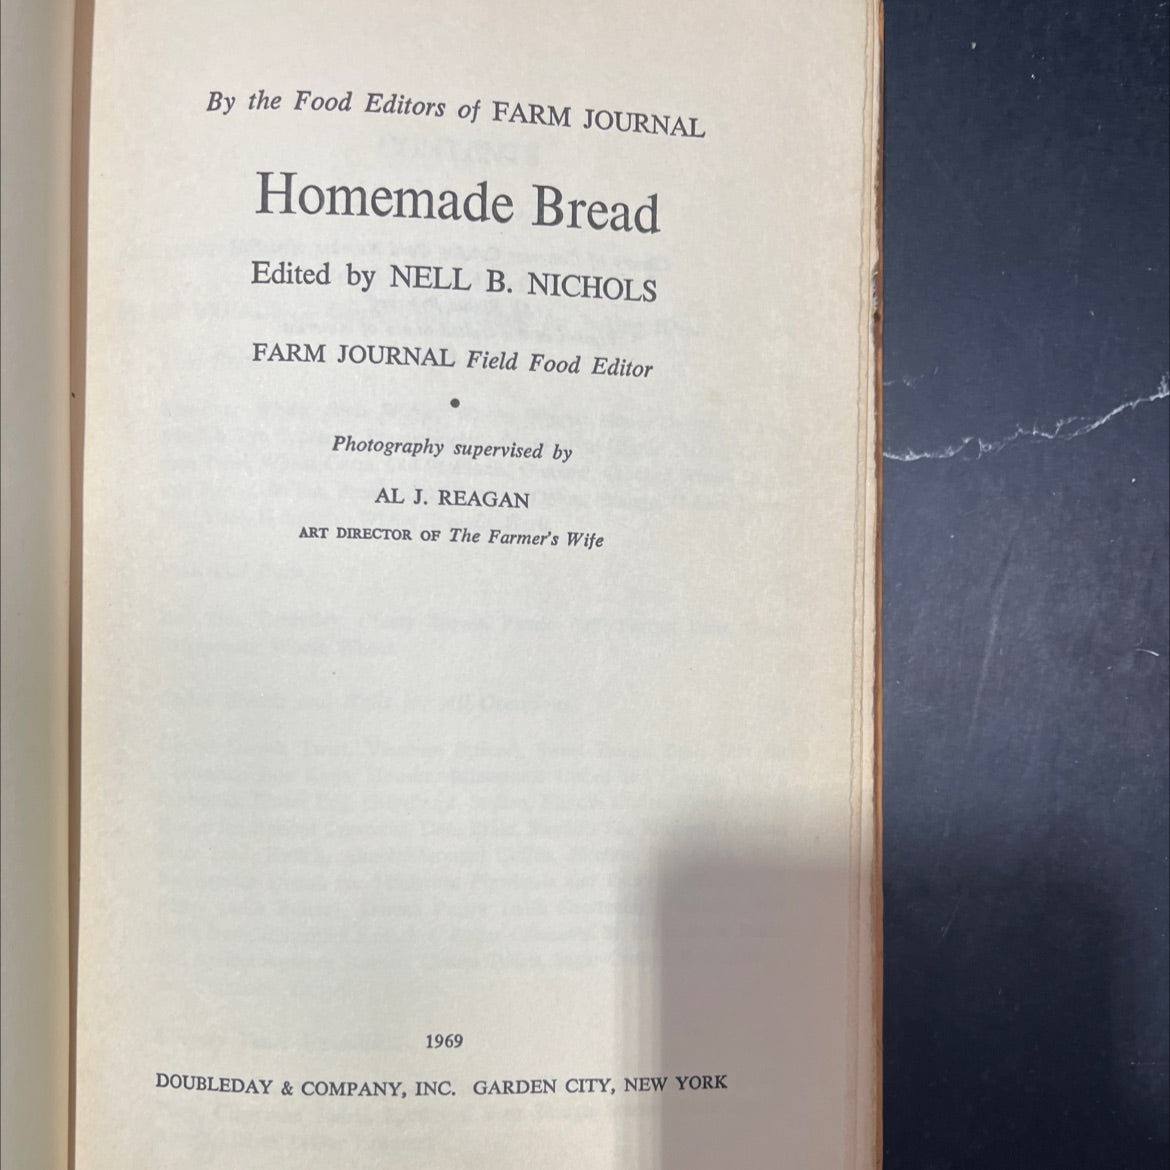 By the Food Editors of FARM JOURNAL
Homemade Bread
Edited by NELL B. NICHOLS
FARM JOURNAL Field Food Editor
•
Photography supervised by
AL J. REAGAN
ART DIRECTOR OF The Farmer's Wife
1969
DOUBLEDAY & COMPANY, INC. GARDEN CITY, NEW YORK